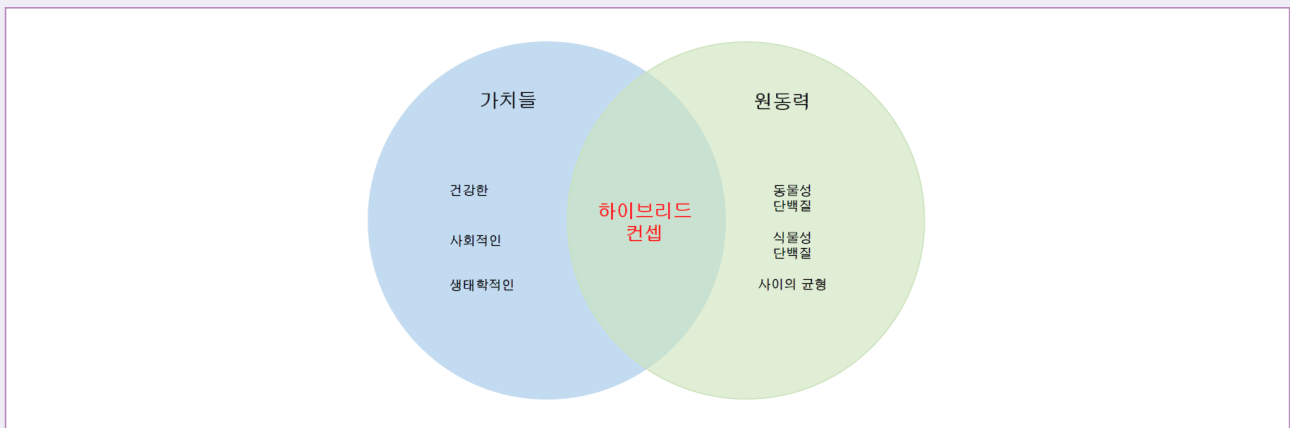 가치들
건강한
사회적인
생태학적인
하이브리드
컨셉
원동력
동물성
단백질
식물성
단백질
사이의 균형